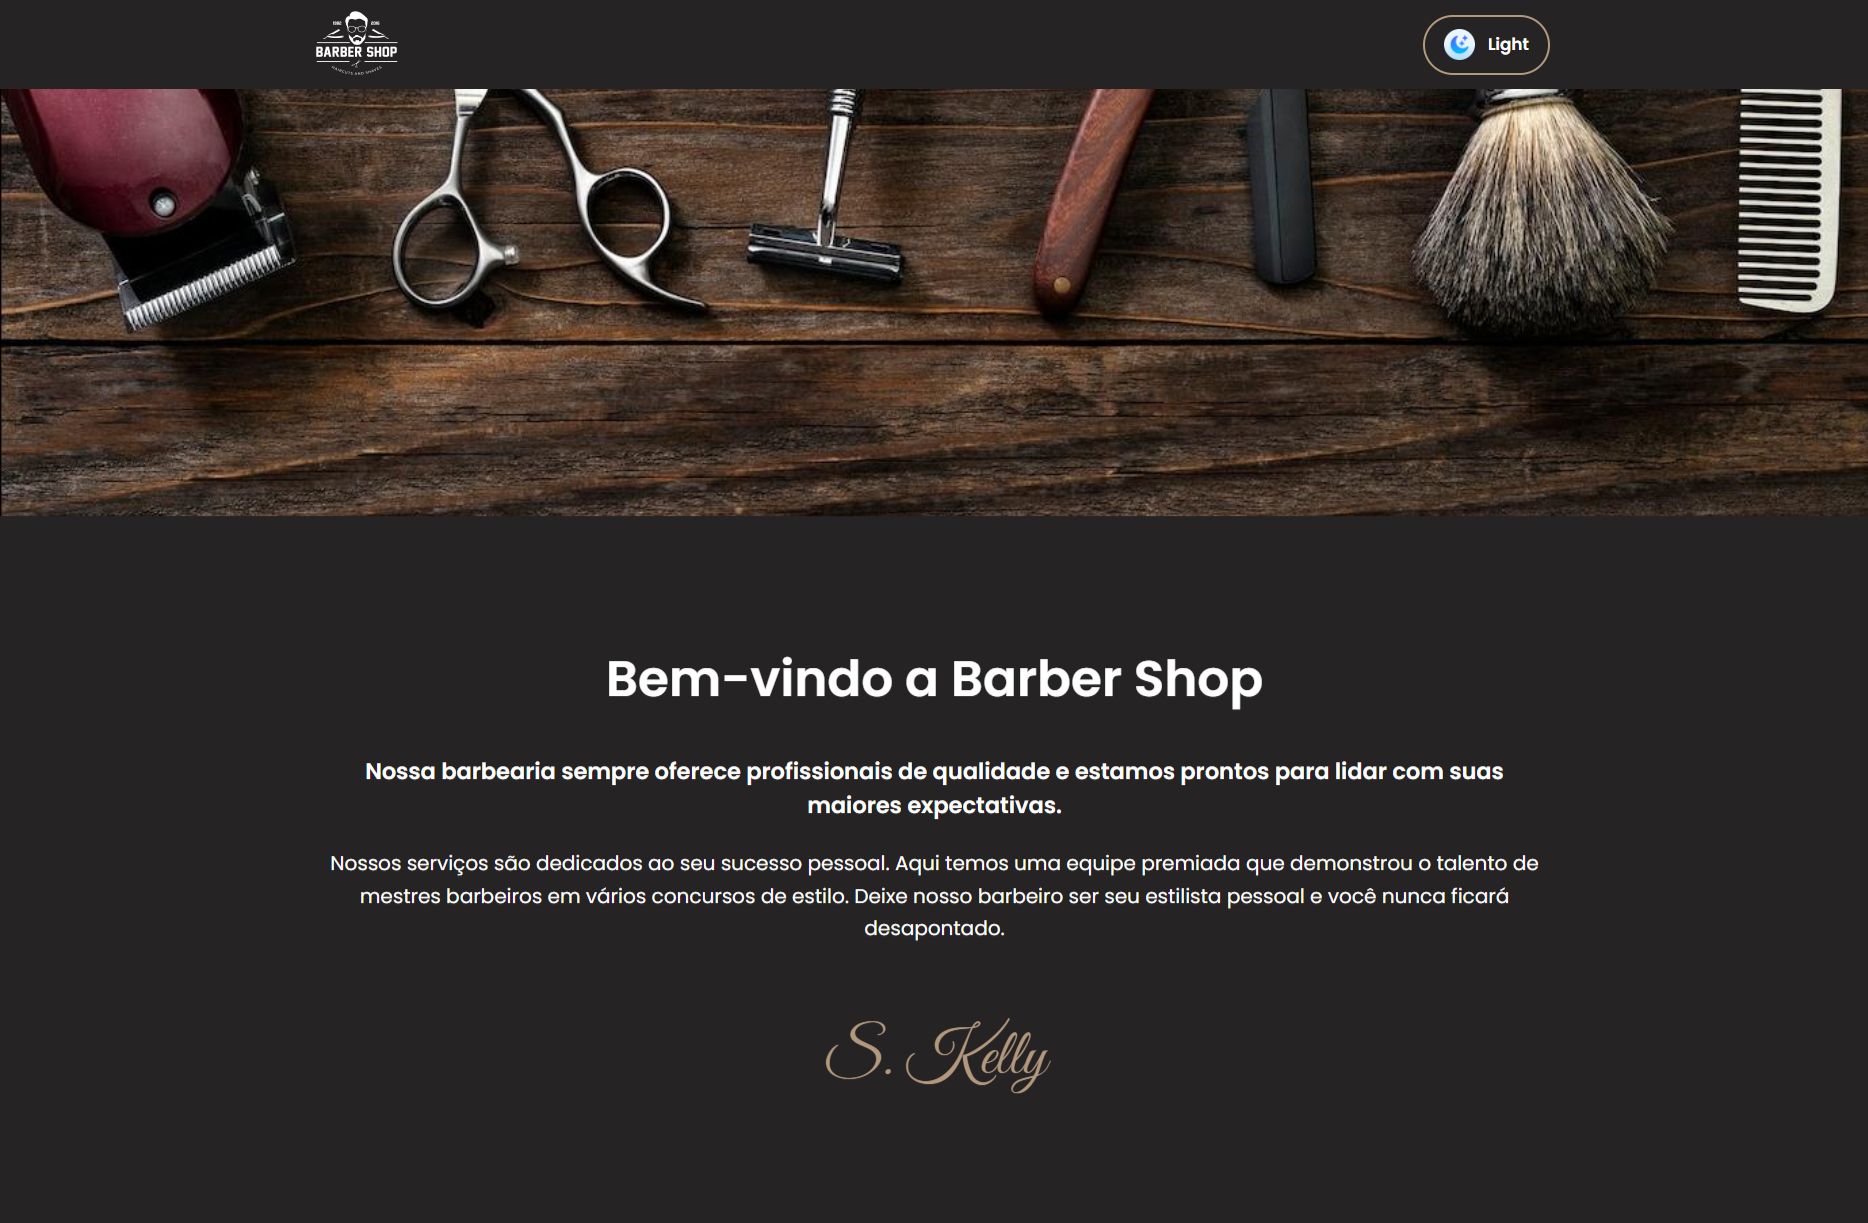 BARBER SHOP
HAIRCUTS AND SHAVES
Light
Bem-vindo a Barber Shop
Nossa barbearia sempre oferece profissionais de qualidade e estamos prontos para lidar com suas
maiores expectativas.
Nossos serviços são dedicados ao seu sucesso pessoal. Aqui temos uma equipe premiada que demonstrou o talento de
mestres barbeiros em vários concursos de estilo. Deixe nosso barbeiro ser seu estilista pessoal e você nunca ficará
desapontado.
S. Kelly